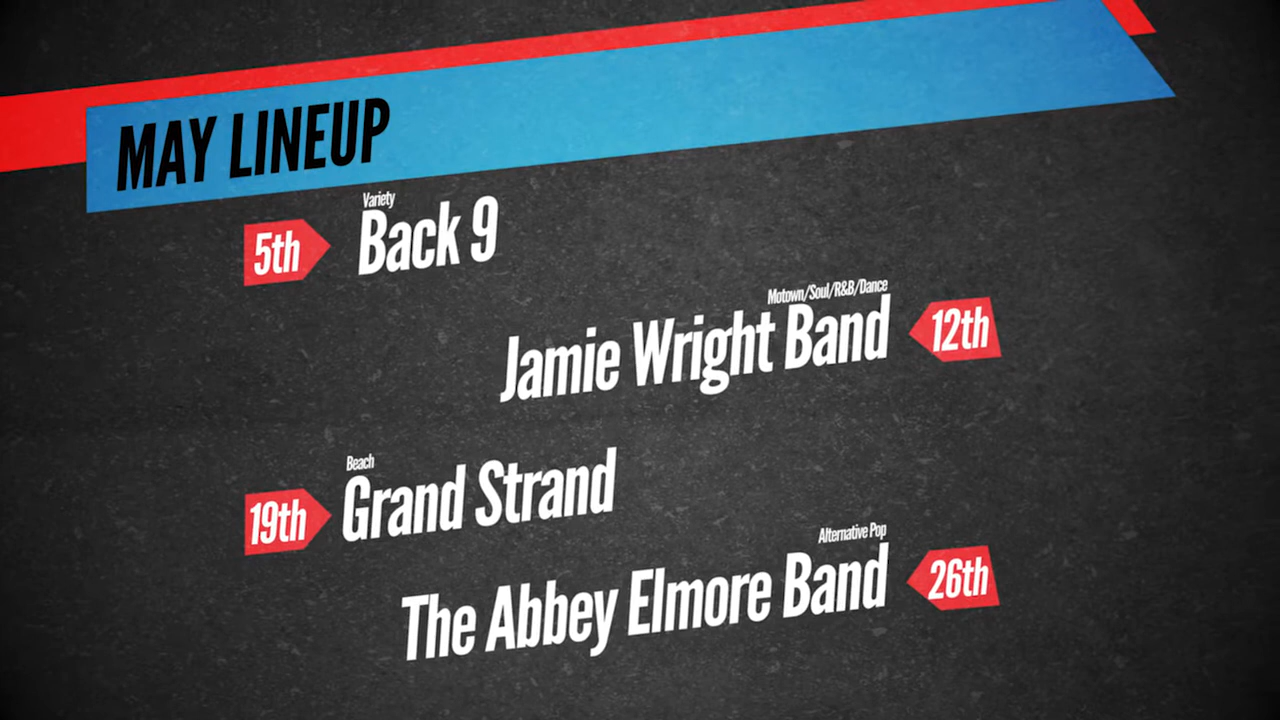 MAY LINEUP
Variety
5th Back 9
Motown/Soul/R&B/Dance
Jamie Wright Band 12th
Beach
19th Grand Strand
Alternative Pop
The Abbey Elmore Band 26th